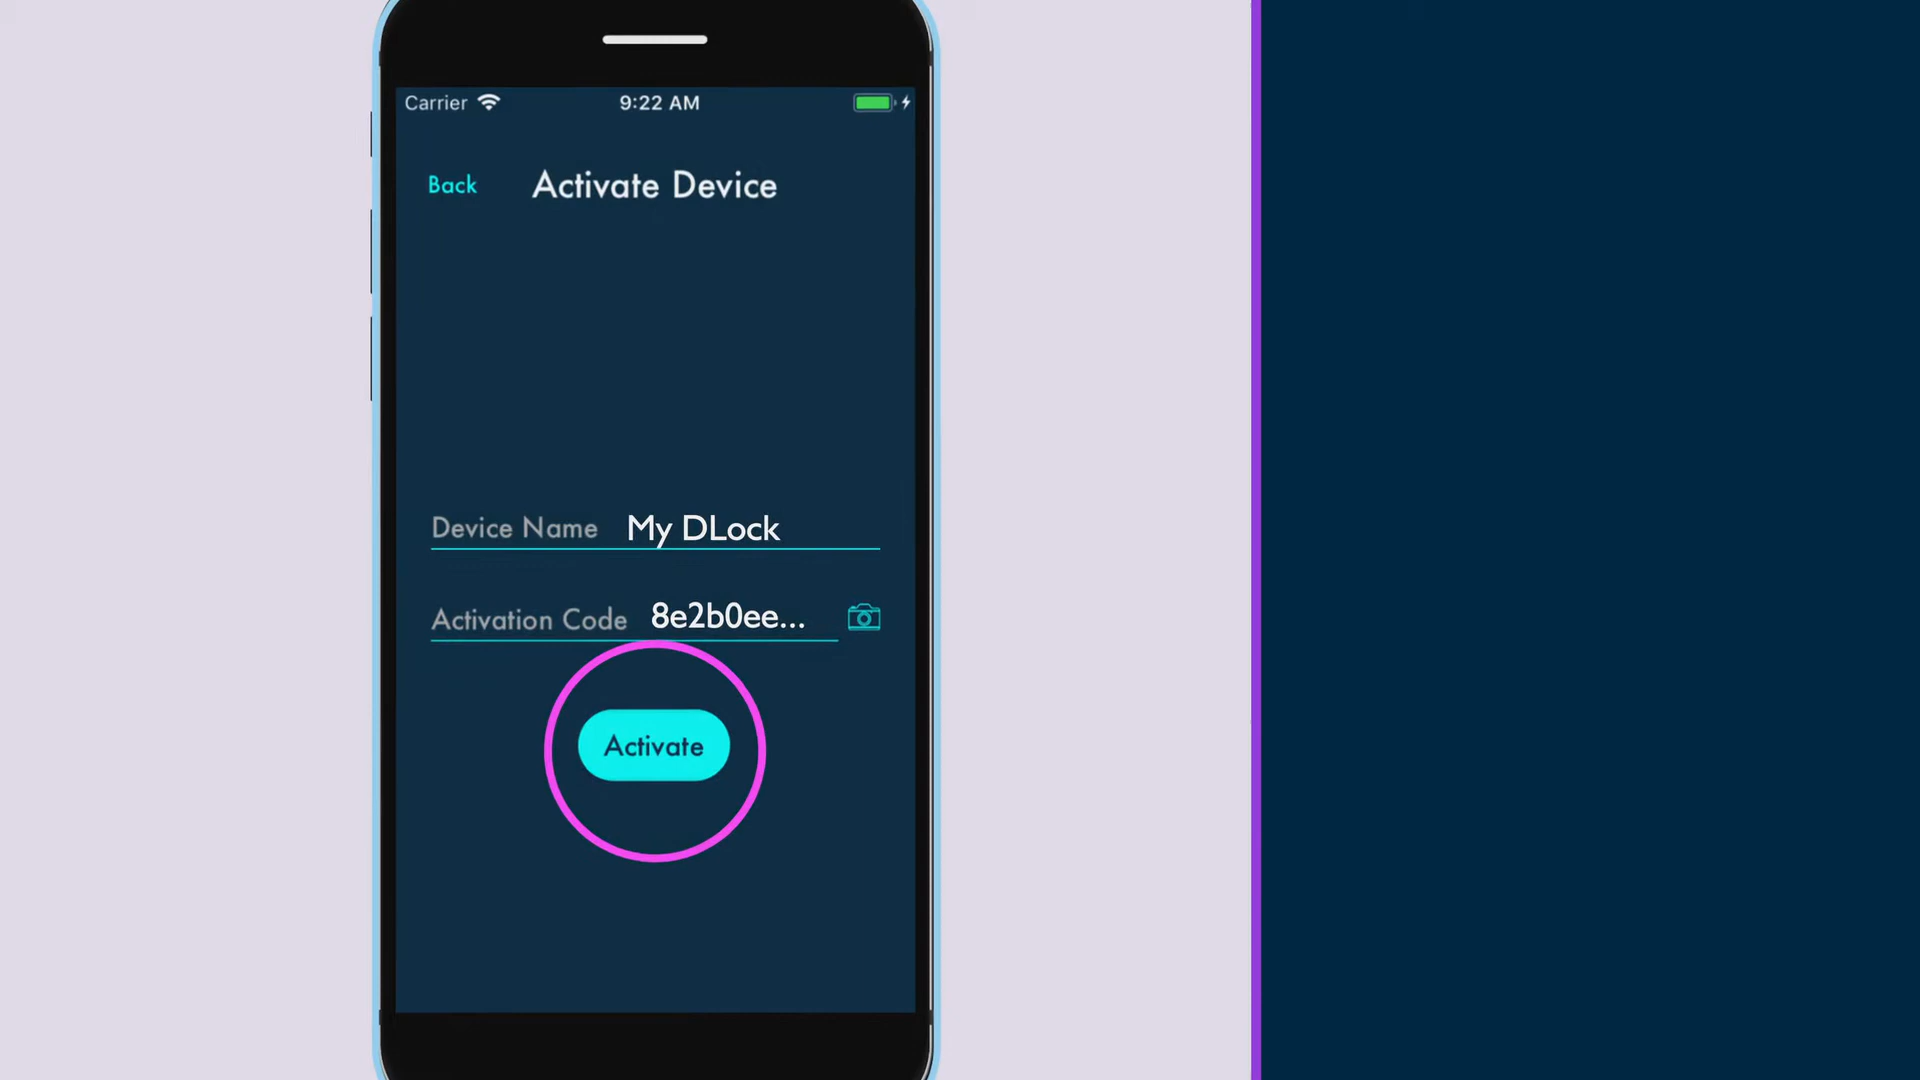 Carrier 9:22 AM
Back Activate Device
Device Name My DLock
Activation Code 8e2b0ee...
Activate